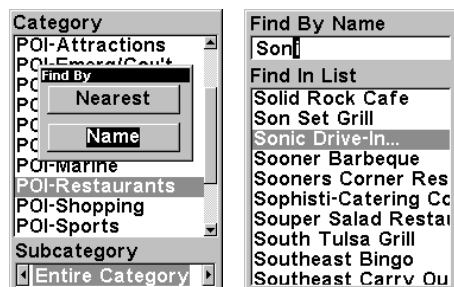 Category
POI-Attractions
POI-Emerg/Gov't
Find By
Nearest
Name
POI-Marine
POI-Restaurants
POI-Shopping
POI-Sports
Subcategory
Entire Category
Find By Name
Soni
Find In List
Solid Rock Cafe
Son Set Grill
Sonic Drive-In...
Sooner Barbeque
Sooners Corner Res
Sophisti-Catering Co
Souper Salad Restau
South Tulsa Grill
Southeast Bingo
Southeast Carry Ou